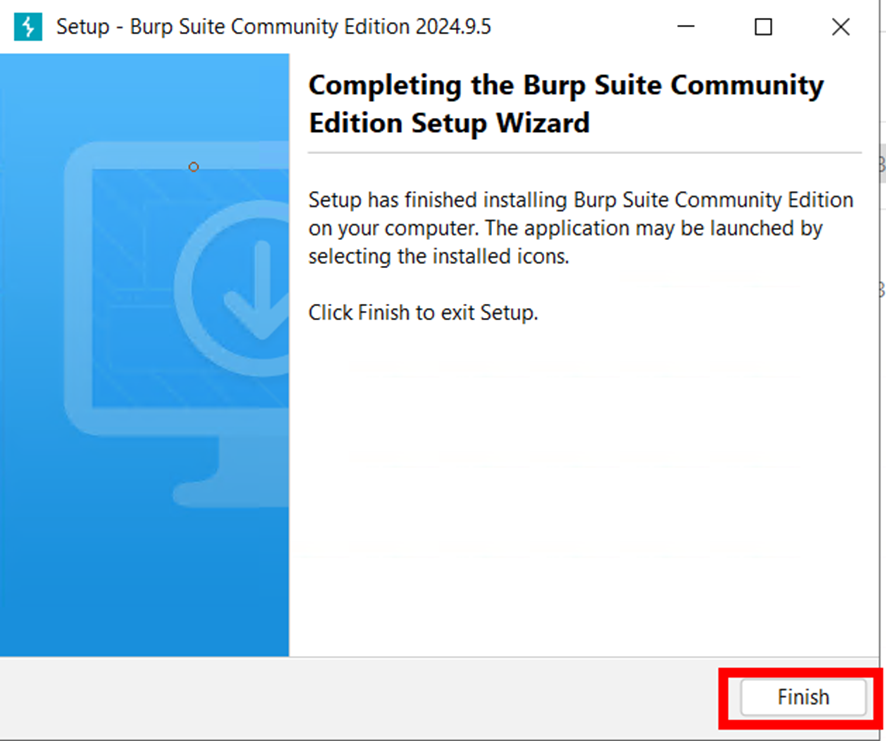 Setup - Burp Suite Community Edition 2024.9.5
Completing the Burp Suite Community
Edition Setup Wizard
Setup has finished installing Burp Suite Community Edition
on your computer. The application may be launched by
selecting the installed icons.
Click Finish to exit Setup.
Finish